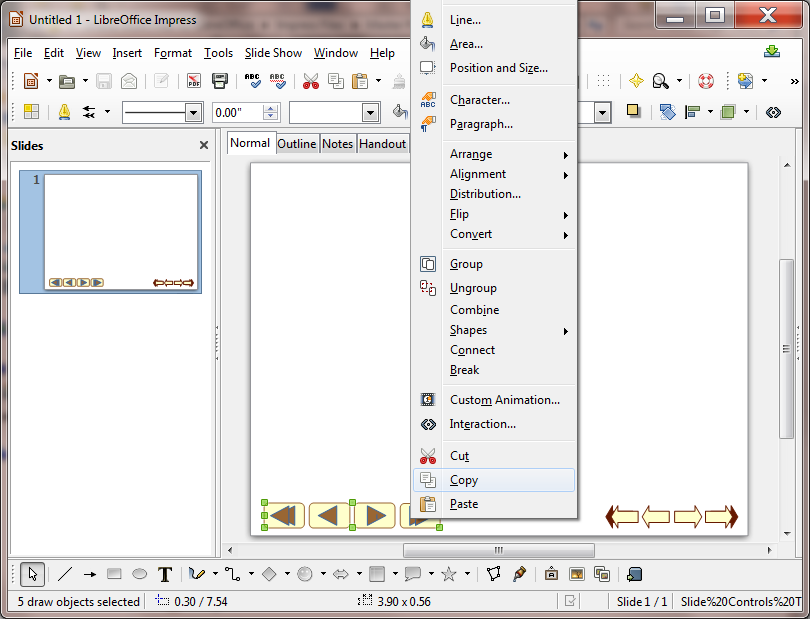 Untitled 1 - LibreOffice Impress
File Edit View Insert Format Tools Slide Show Window Help
0.00"
Slides
1
Normal Outline Notes Handout
Line...
Area...
Position and Size...
Character...
Paragraph...
Arrange
Alignment
Distribution...
Flip
Convert
Group
Ungroup
Combine
Shapes
Connect
Break
Custom Animation...
Interaction...
Cut
Copy
Paste
5 draw objects selected 0.30 / 7.54 3.90 x 0.56 Slide 1 / 1 Slide%20Controls%20T